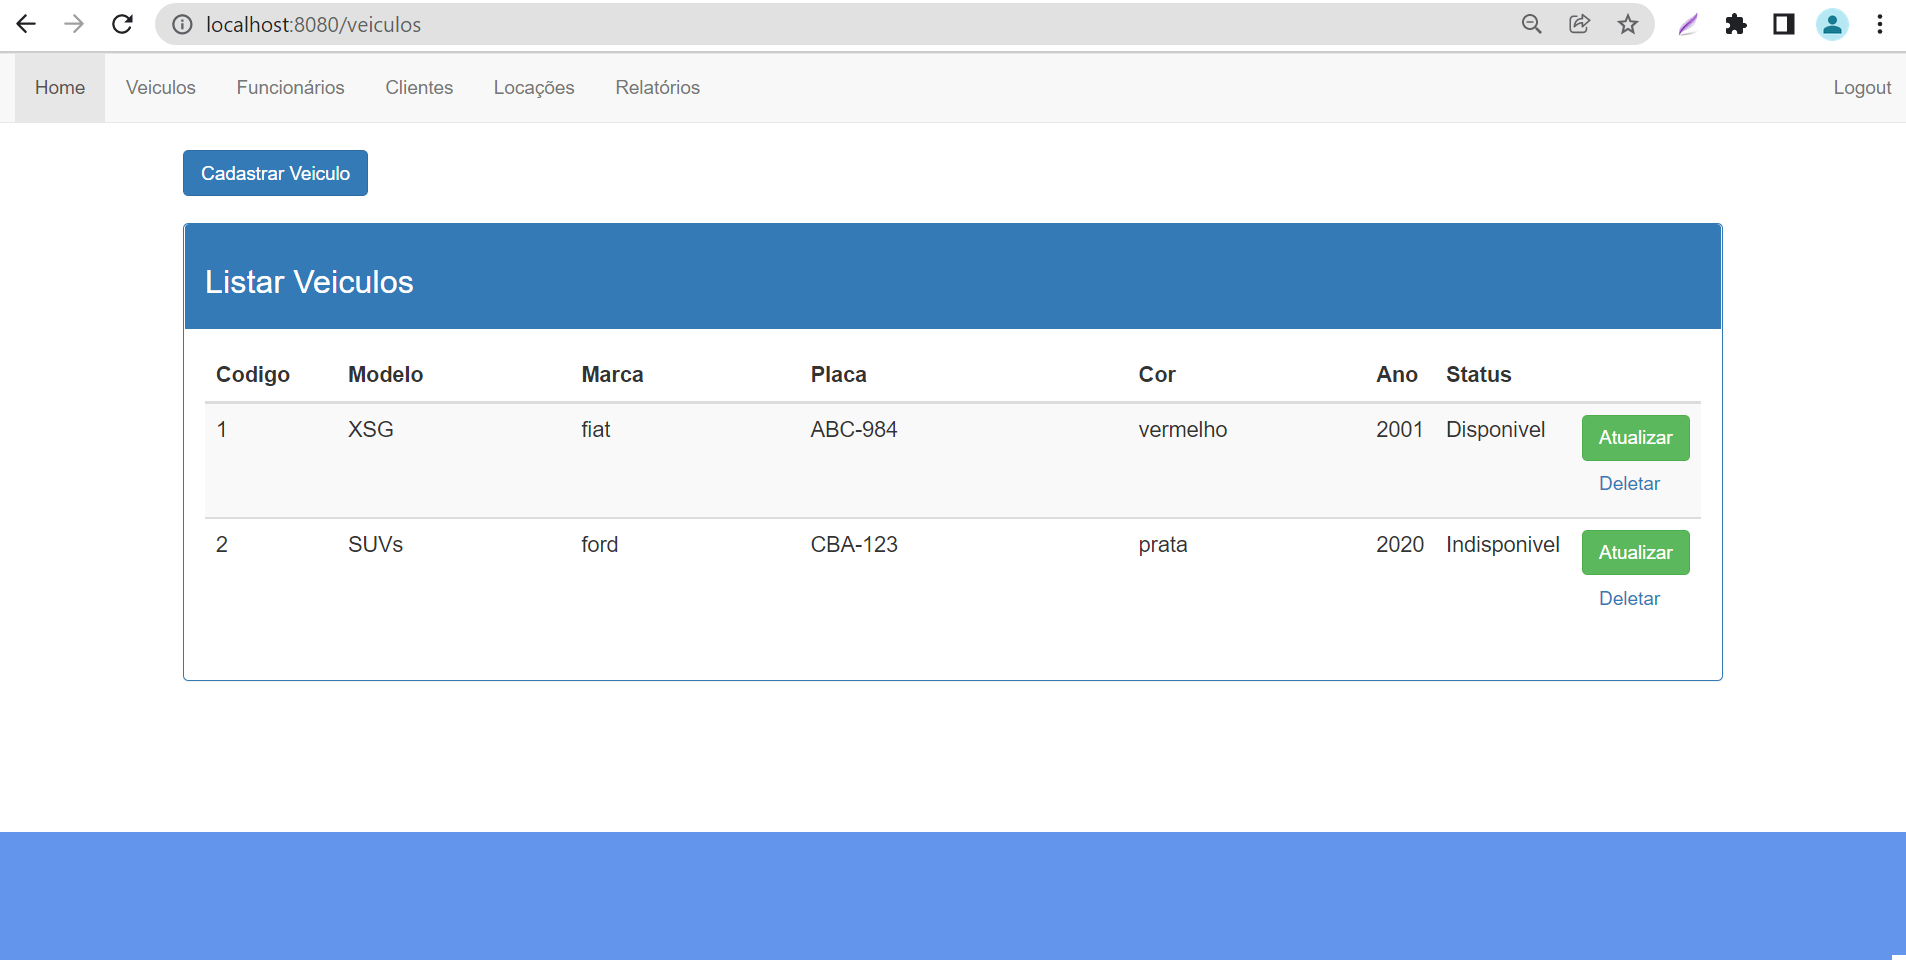 localhost:8080/veiculos
Home Veiculos Funcionários Clientes Locações Relatórios Logout
Cadastrar Veiculo
Listar Veiculos
Codigo Modelo Marca Placa Cor Ano Status
1 XSG fiat ABC-984 vermelho 2001 Disponivel Atualizar
Deletar
2 SUVs ford CBA-123 prata 2020 Indisponivel Atualizar
Deletar